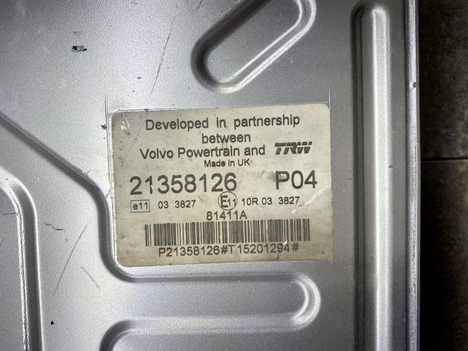 Developed in partnership
between
Volvo Powertrain and TRW
Made in UK
21358126 P04
e11 03 3827 E11 10R 03 3827
81411A
P21358126#T15201294#